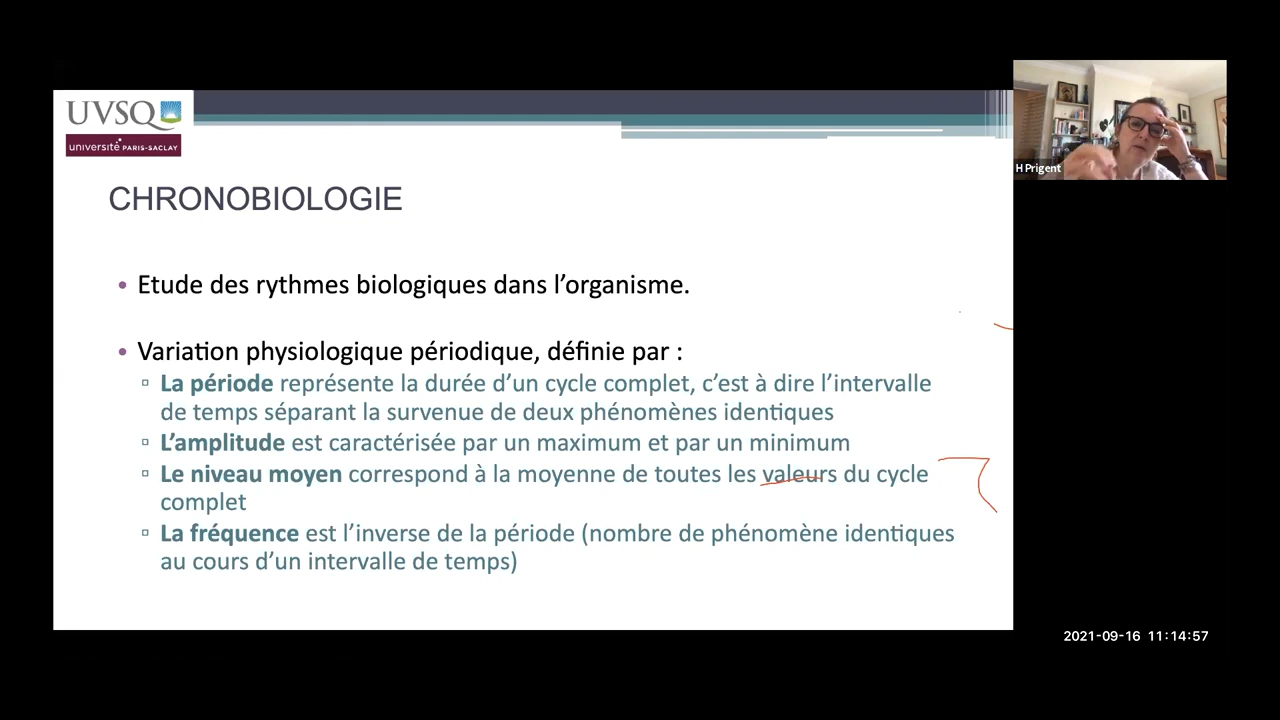 UVSQ
université PARIS-SACLAY
H Prigent
CHRONOBIOLOGIE
• Etude des rythmes biologiques dans l’organisme.
• Variation physiologique périodique, définie par :
▫ La période représente la durée d’un cycle complet, c’est à dire l’intervalle
de temps séparant la survenue de deux phénomènes identiques
▫ L’amplitude est caractérisée par un maximum et par un minimum
▫ Le niveau moyen correspond à la moyenne de toutes les valeurs du cycle
complet
▫ La fréquence est l’inverse de la période (nombre de phénomène identiques
au cours d’un intervalle de temps)
2021-09-16 11:14:57